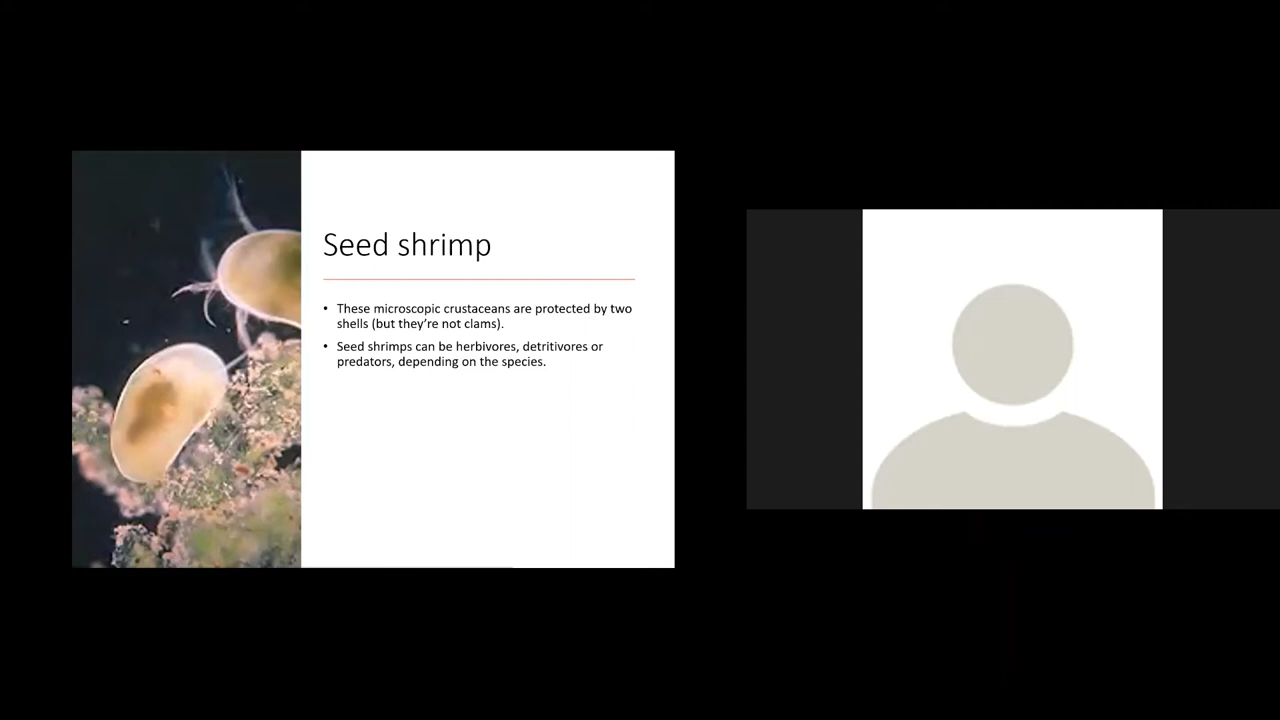 Seed shrimp
• These microscopic crustaceans are protected by two
shells (but they're not clams).
• Seed shrimps can be herbivores, detritivores or
predators, depending on the species.